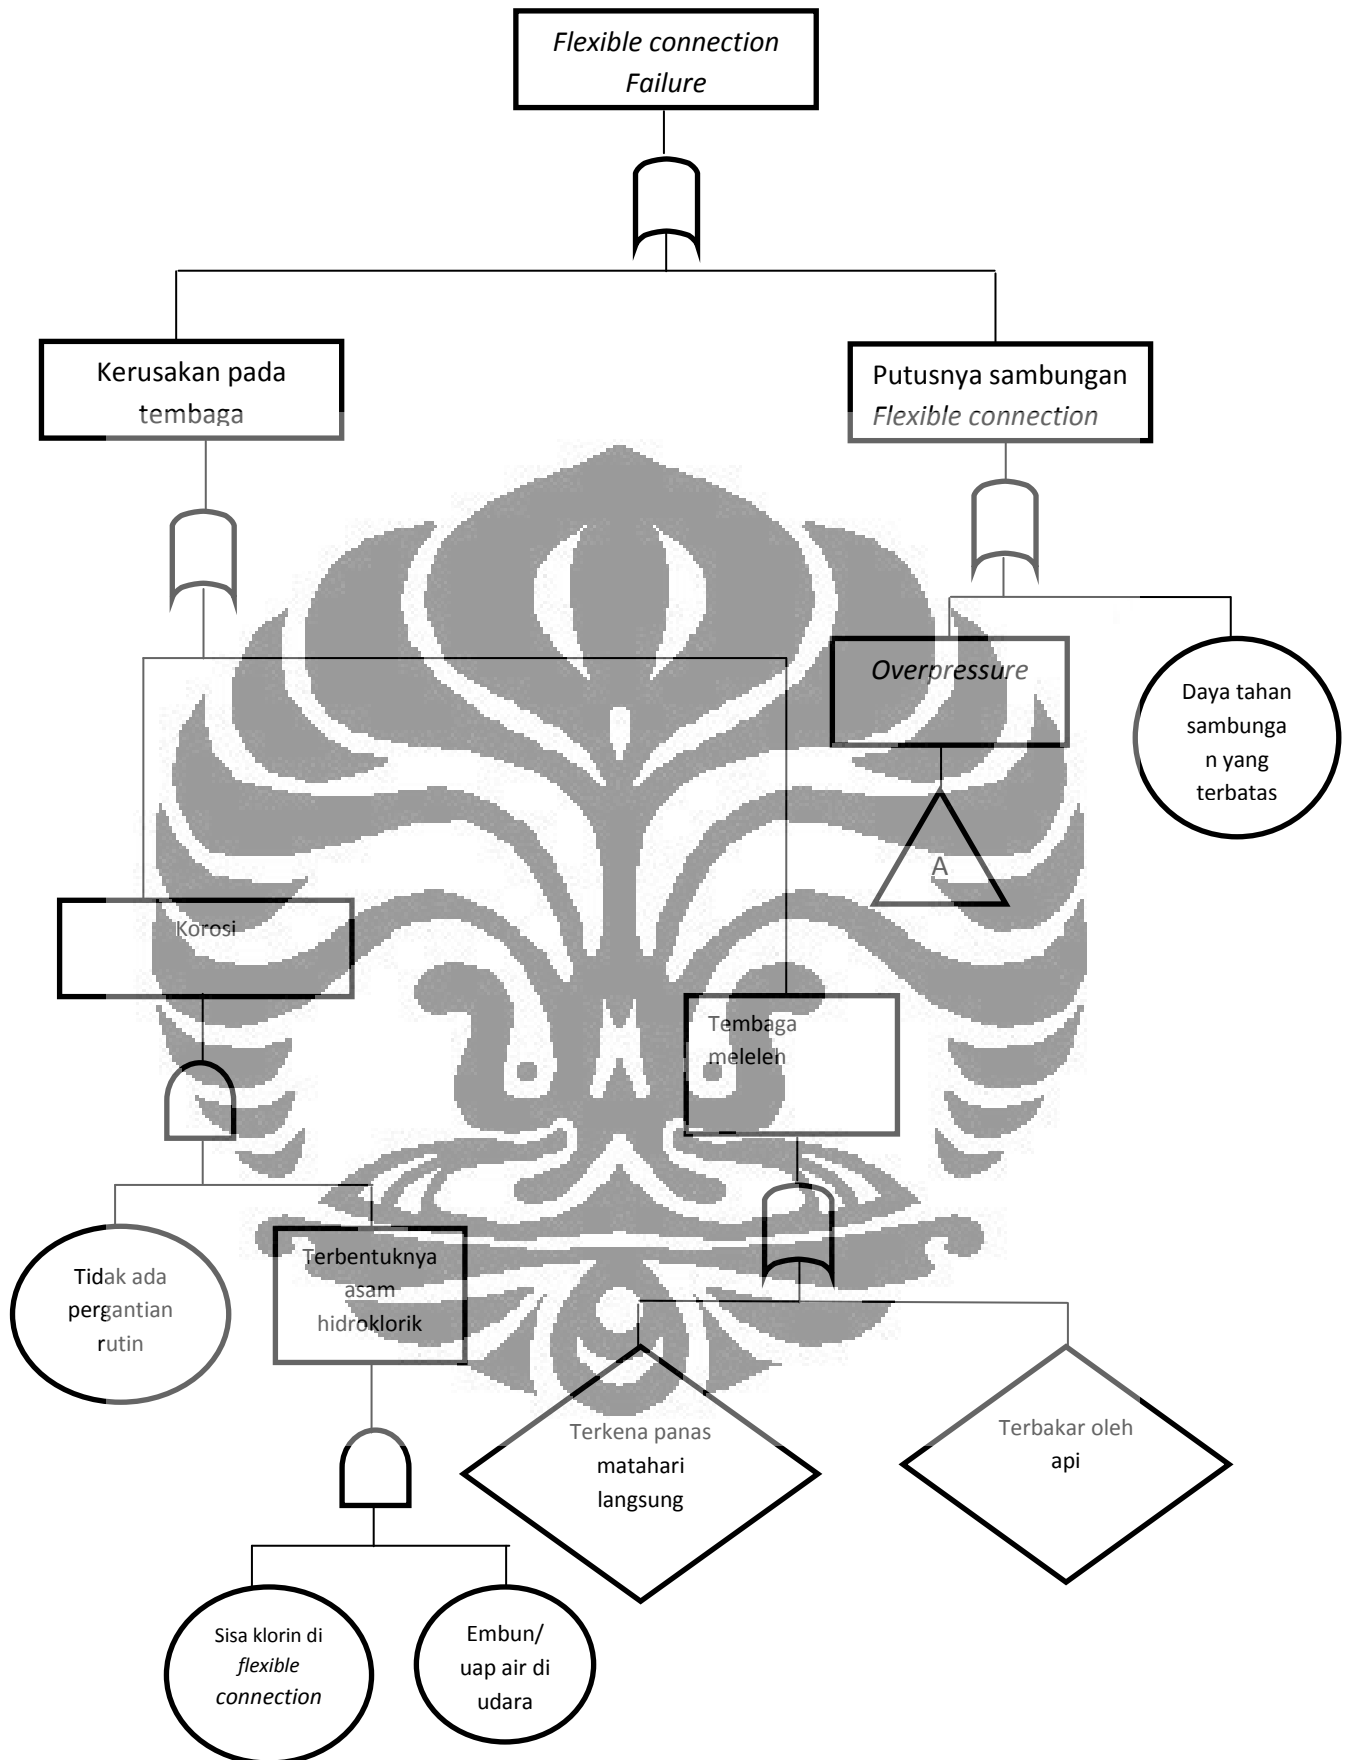 Flexible connection
Failure
Kerusakan pada
tembaga
Putusnya sambungan
Flexible connection
Overpressure
Daya tahan
sambunga
n yang
terbatas
A
Korosi
Tembaga
meleleh
Tidak ada
pergantian
rutin
Terbentuknya
asam
hidroklorik
Terkena panas
matahari
langsung
Terbakar oleh
api
Sisa klorin di
flexible
connection
Embun/
uap air di
udara